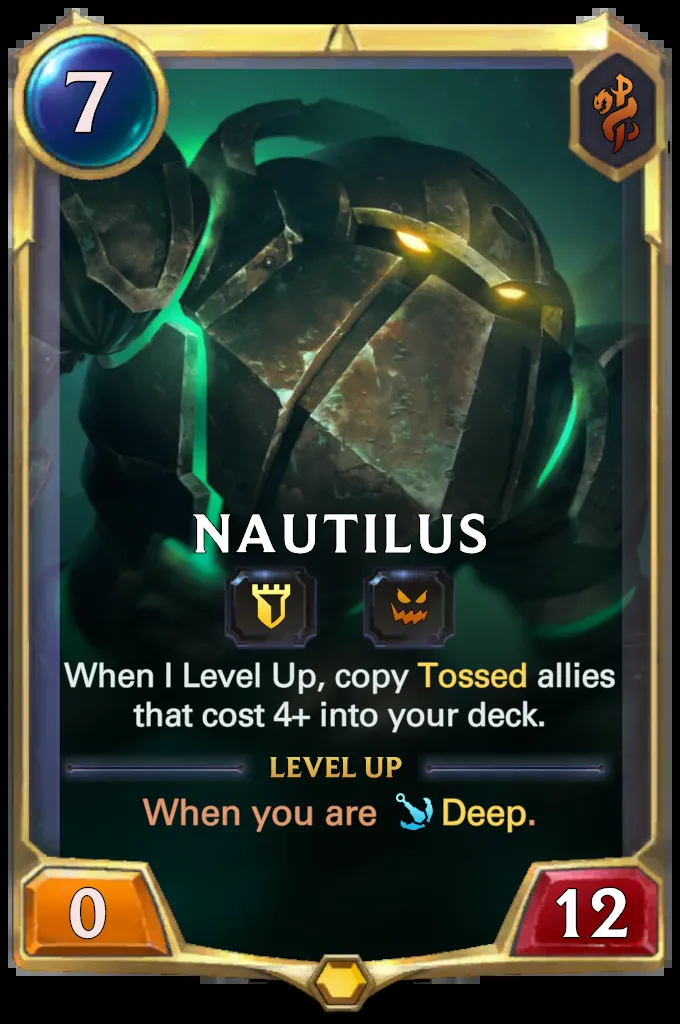 7
NAUTILUS
When I Level Up, copy Tossed allies
that cost 4+ into your deck.
LEVEL UP
When you are Deep.
0
12